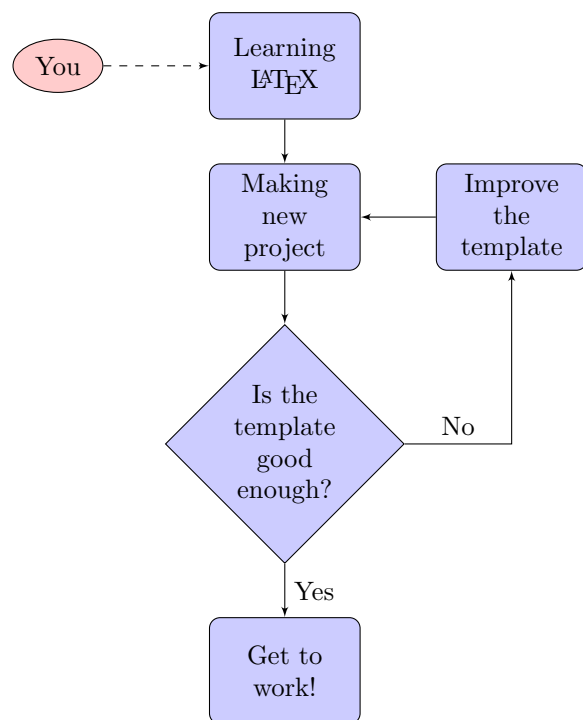 You
Learning
LATEX
Making
new
project
Improve
the
template
Is the
template
good
enough?
No
Yes
Get to
work!